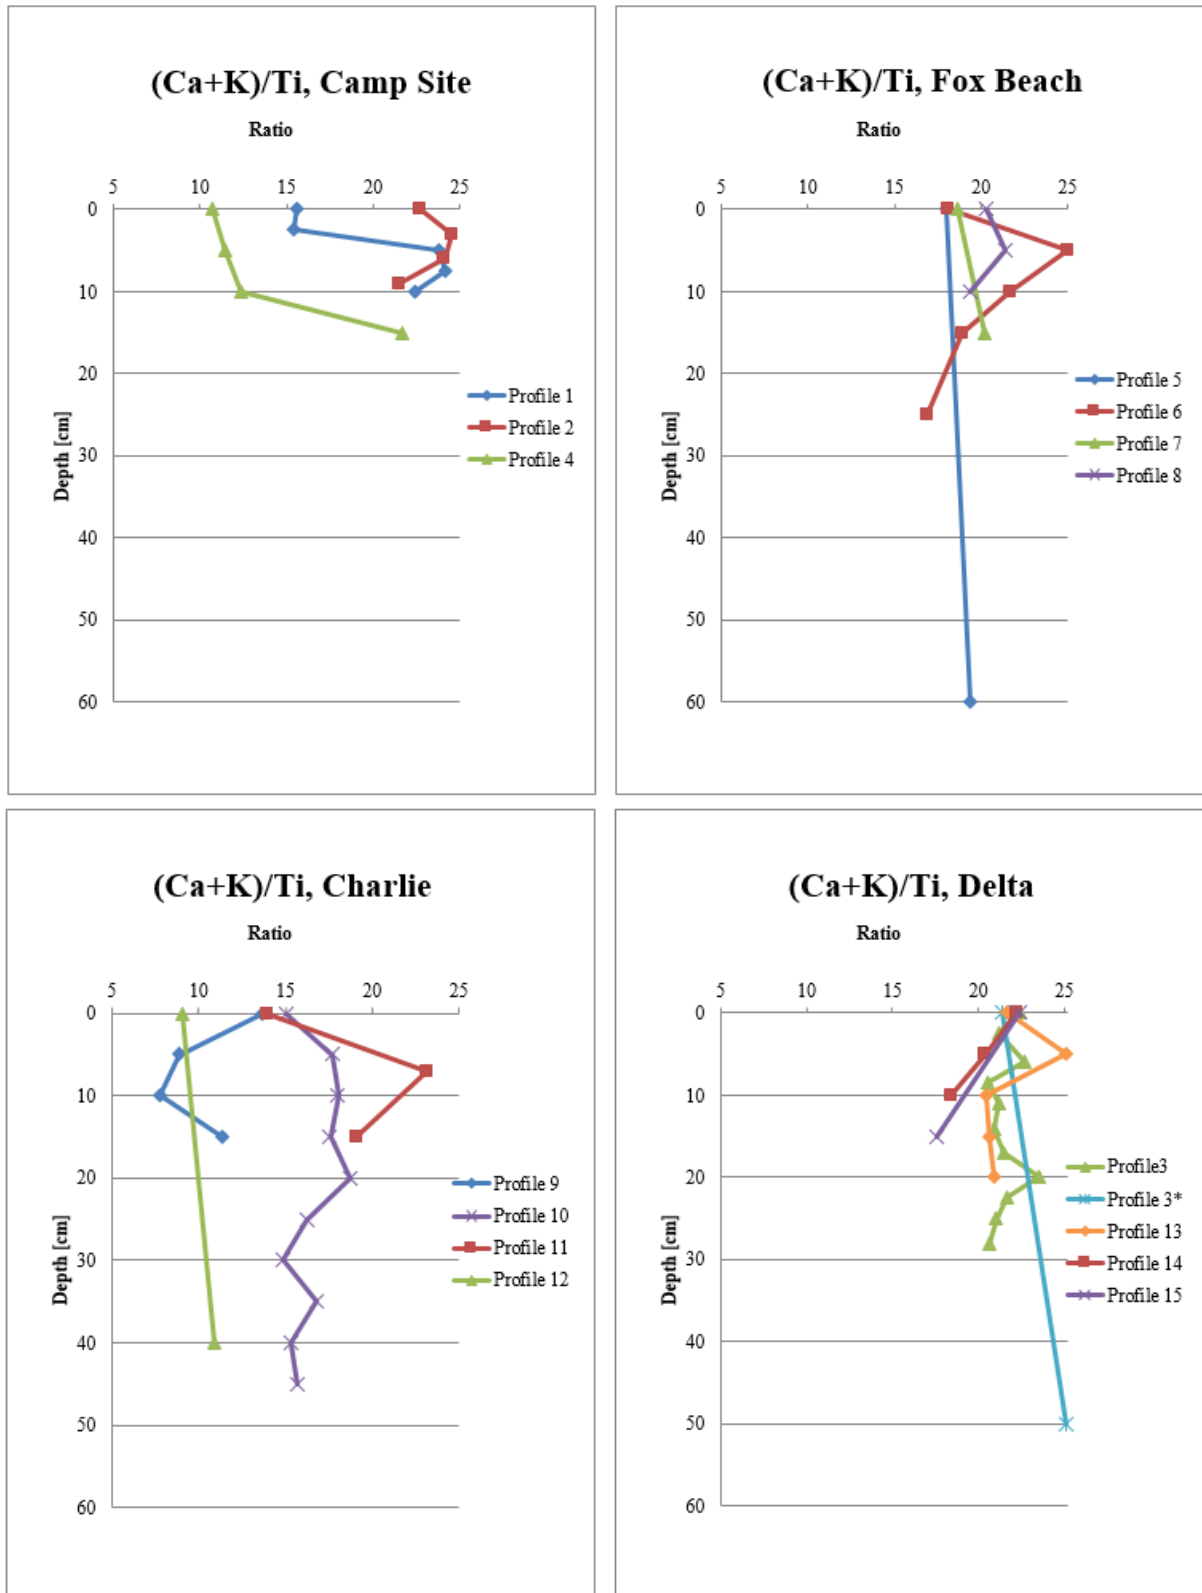 (Ca+K)/Ti, Camp Site
Ratio
5 10 15 20 25
0
10
20
30
40
50
60
Depth [cm]
Profile 1
Profile 2
Profile 4
(Ca+K)/Ti, Fox Beach
Ratio
5 10 15 20 25
0
10
20
30
40
50
60
Depth [cm]
Profile 5
Profile 6
Profile 7
Profile 8
(Ca+K)/Ti, Charlie
Ratio
5 10 15 20 25
0
10
20
30
40
50
60
Depth [cm]
Profile 9
Profile 10
Profile 11
Profile 12
(Ca+K)/Ti, Delta
Ratio
5 10 15 20 25
0
10
20
30
40
50
60
Depth [cm]
Profile3
Profile 3*
Profile 13
Profile 14
Profile 15